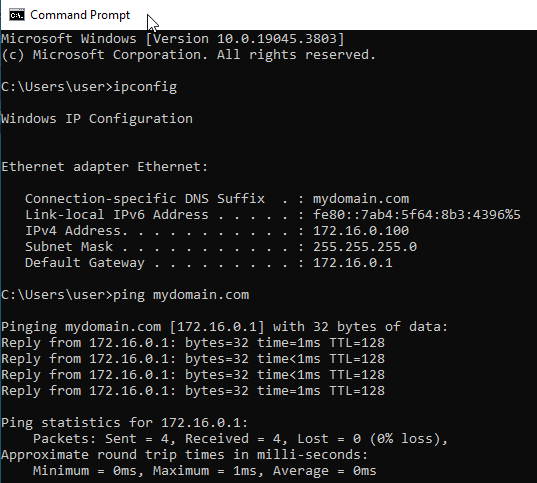 Command Prompt
Microsoft Windows [Version 10.0.19045.3803]
(c) Microsoft Corporation. All rights reserved.
C:\Users\user>ipconfig
Windows IP Configuration
Ethernet adapter Ethernet:
   Connection-specific DNS Suffix  . : mydomain.com
   Link-local IPv6 Address . . . . . : fe80::7ab4:5f64:8b3:4396%5
   IPv4 Address. . . . . . . . . . . : 172.16.0.100
   Subnet Mask . . . . . . . . . . . : 255.255.255.0
   Default Gateway . . . . . . . . . : 172.16.0.1
C:\Users\user>ping mydomain.com
Pinging mydomain.com [172.16.0.1] with 32 bytes of data:
Reply from 172.16.0.1: bytes=32 time=1ms TTL=128
Reply from 172.16.0.1: bytes=32 time<1ms TTL=128
Reply from 172.16.0.1: bytes=32 time<1ms TTL=128
Reply from 172.16.0.1: bytes=32 time=1ms TTL=128
Ping statistics for 172.16.0.1:
    Packets: Sent = 4, Received = 4, Lost = 0 (0% loss),
Approximate round trip times in milli-seconds:
    Minimum = 0ms, Maximum = 1ms, Average = 0ms